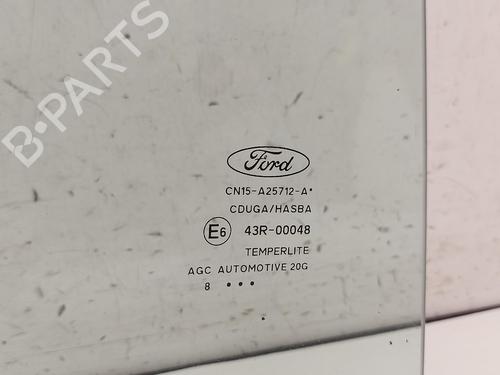 B-PARTS
Ford
CN15-A25712-A*
CDUGA/HASBA
E6 43R-00048
TEMPERLITE
AGC AUTOMOTIVE 20G
8 •••